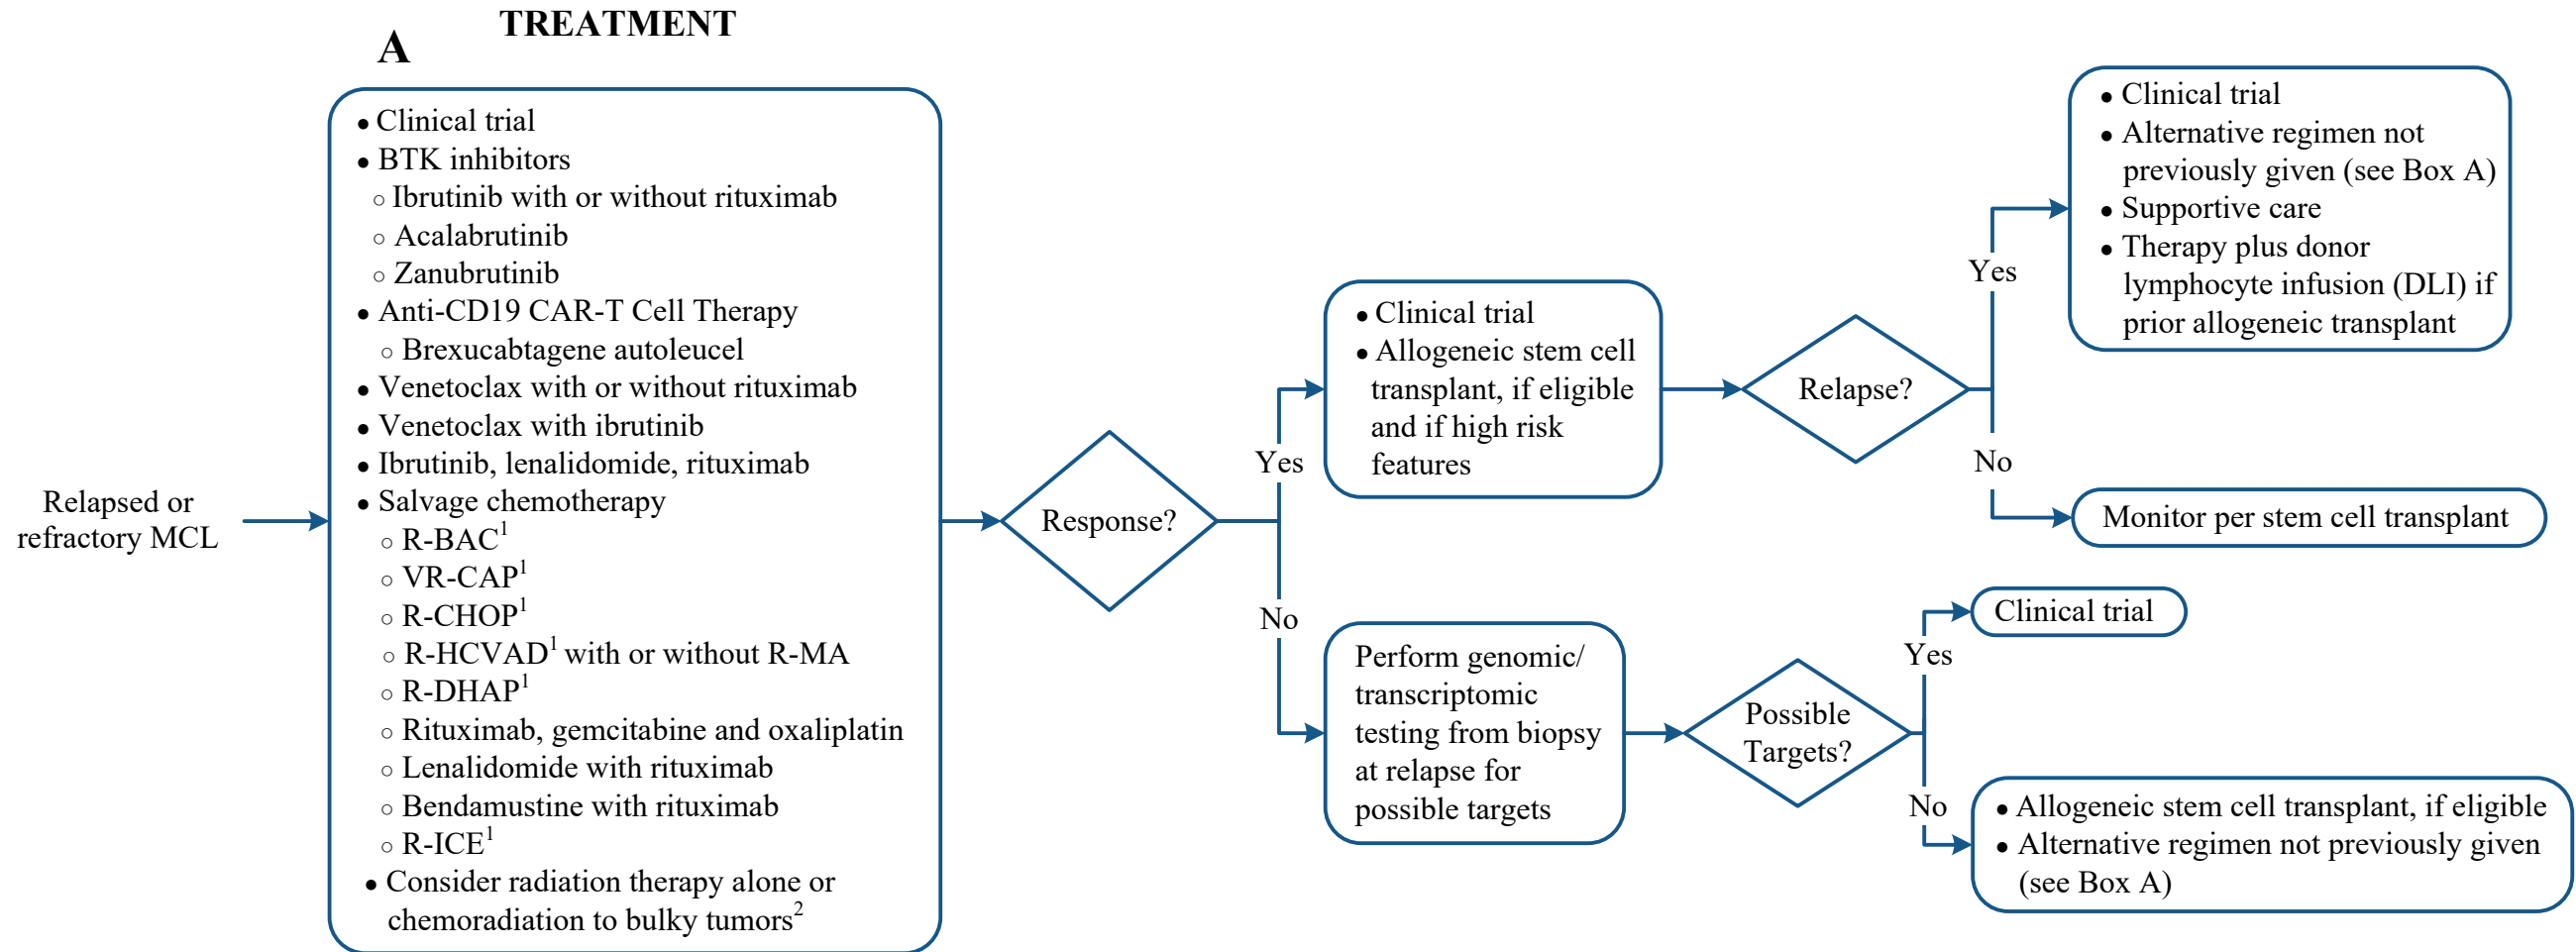 TREATMENT
A
• Clinical trial
• BTK inhibitors
○ Ibrutinib with or without rituximab
○ Acalabrutinib
○ Zanubrutinib
• Anti-CD19 CAR-T Cell Therapy
○ Brexucabtagene autoleucel
• Venetoclax with or without rituximab
• Venetoclax with ibrutinib
• Ibrutinib, lenalidomide, rituximab
• Salvage chemotherapy
○ R-BAC¹
○ VR-CAP¹
○ R-CHOP¹
○ R-HCVAD¹ with or without R-MA
○ R-DHAP¹
○ Rituximab, gemcitabine and oxaliplatin
○ Lenalidomide with rituximab
○ Bendamustine with rituximab
○ R-ICE¹
• Consider radiation therapy alone or
chemoradiation to bulky tumors²
Relapsed or
refractory MCL
Response?
Yes
No
• Clinical trial
• Allogeneic stem cell
transplant, if eligible
and if high risk
features
Relapse?
Yes
No
• Clinical trial
• Alternative regimen not
previously given (see Box A)
• Supportive care
• Therapy plus donor
lymphocyte infusion (DLI) if
prior allogeneic transplant
Monitor per stem cell transplant
Perform genomic/
transcriptomic
testing from biopsy
at relapse for
possible targets
Possible
Targets?
Yes
No
Clinical trial
• Allogeneic stem cell transplant, if eligible
• Alternative regimen not previously given
(see Box A)